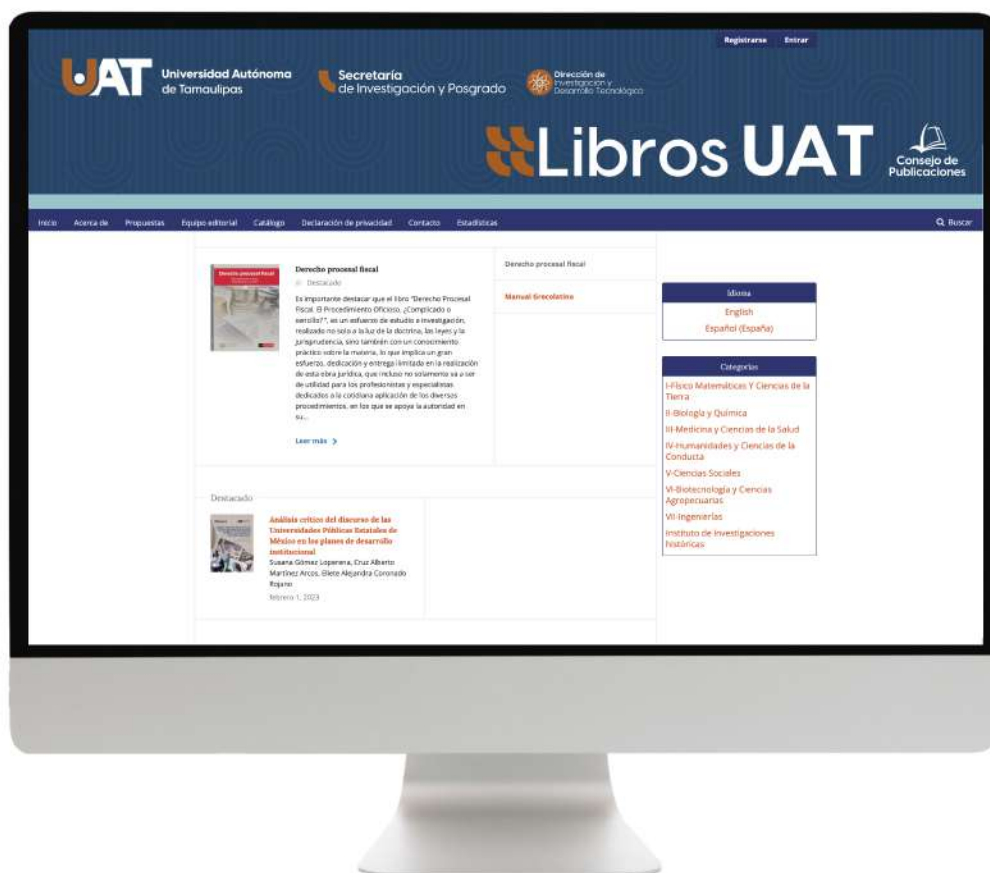 Registrarse Entrar
UAT Universidad Autónoma
de Tamaulipas
Secretaría
de Investigación y Posgrado
Dirección de
Investigación y
Desarrollo Tecnológico
Libros UAT
Consejo de
Publicaciones
Inicio Acerca de Propuestas Equipo editorial Catálogo Declaración de privacidad Contacto Estadísticas Buscar
Derecho procesal fiscal
Derecho procesal fiscal
Destacado
Es importante destacar que el libro "Derecho Procesal
Fiscal. El Procedimiento Oficioso, ¿Complicado o
sencillo?", es un esfuerzo de estudio e investigación,
realizado no solo a la luz de la doctrina, las leyes y la
jurisprudencia, sino también con un conocimiento
práctico sobre la materia, lo que implica un gran
esfuerzo, dedicación y entrega ilimitada en la realización
de esta obra jurídica, que incluso no solamente va a ser
de utilidad para los profesionistas y especialistas
dedicados a la cotidiana aplicación de los diversos
procedimientos, en los que se apoya la autoridad en
su...
Leer más
Derecho procesal fiscal
Manual Grecolatino
Destacado
Análisis crítico del discurso de las
Universidades Públicas Estatales de
México en los planes de desarrollo
institucional
Susana Gómez Loperena, Cruz Alberto
Martínez Arcos, Eliete Alejandra Coronado
Rojano
febrero 1, 2023
Idioma
English
Español (España)
Categorías
I-Físico Matemáticas Y Ciencias de la
Tierra
II-Biología y Química
III-Medicina y Ciencias de la Salud
IV-Humanidades y Ciencias de la
Conducta
V-Ciencias Sociales
VI-Biotecnología y Ciencias
Agropecuarias
VII-Ingenierías
Instituto de Investigaciones
históricas